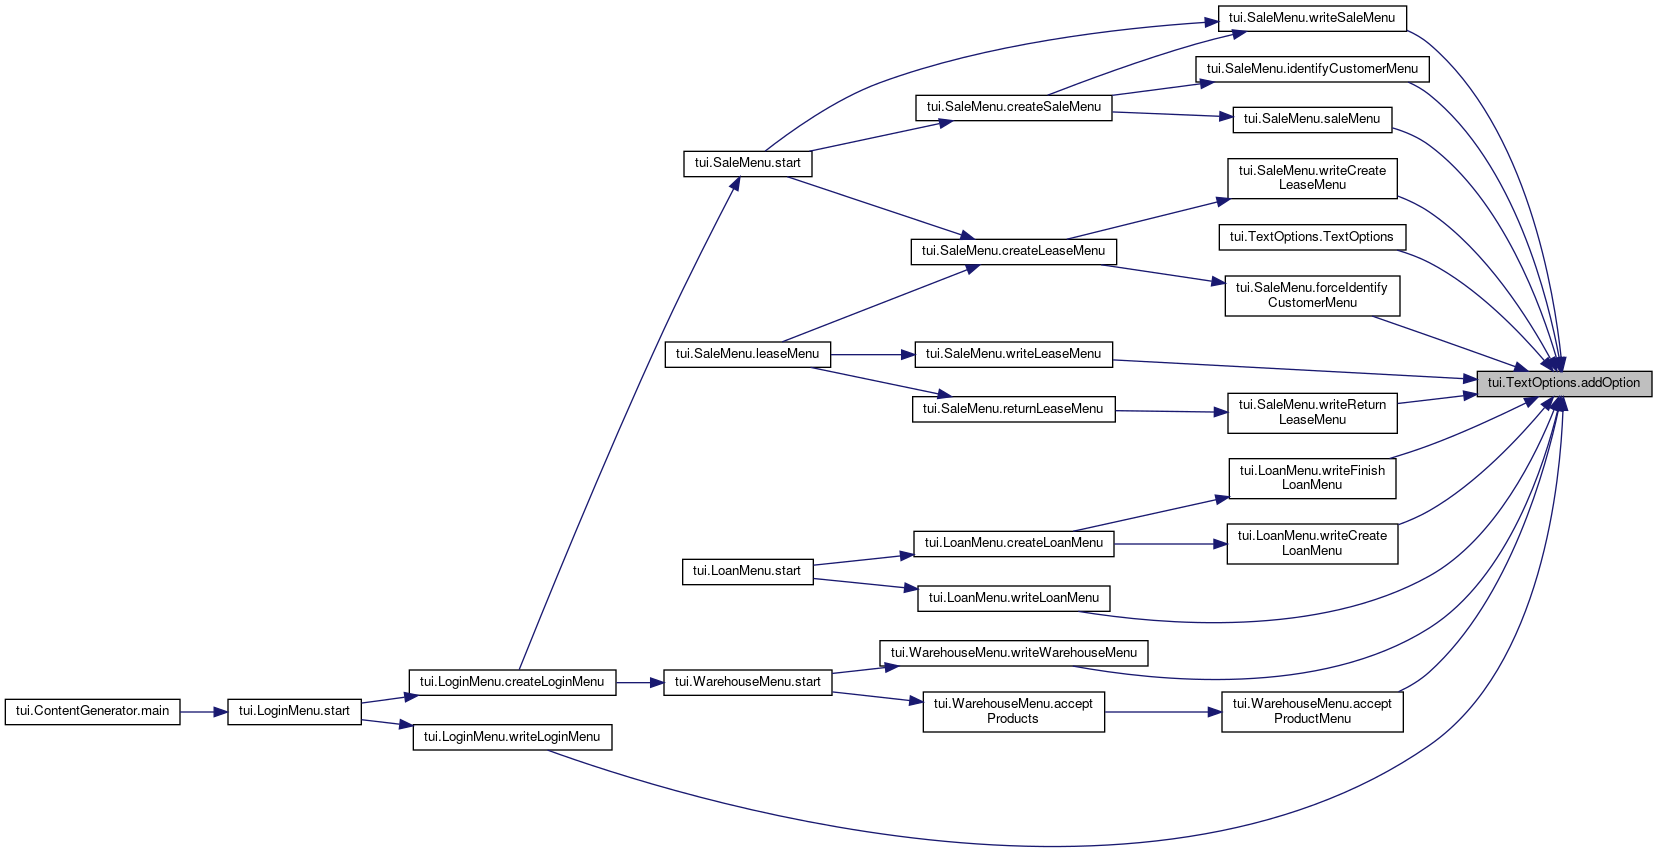 tui.SaleMenu.writeSaleMenu
tui.SaleMenu.identifyCustomerMenu
tui.SaleMenu.createSaleMenu
tui.SaleMenu.saleMenu
tui.SaleMenu.start
tui.SaleMenu.writeCreate
LeaseMenu
tui.TextOptions.TextOptions
tui.SaleMenu.createLeaseMenu
tui.SaleMenu.forceIdentify
CustomerMenu
tui.SaleMenu.leaseMenu
tui.SaleMenu.writeLeaseMenu
tui.TextOptions.addOption
tui.SaleMenu.returnLeaseMenu
tui.SaleMenu.writeReturn
LeaseMenu
tui.LoanMenu.writeFinish
LoanMenu
tui.LoanMenu.createLoanMenu
tui.LoanMenu.writeCreate
LoanMenu
tui.LoanMenu.start
tui.LoanMenu.writeLoanMenu
tui.WarehouseMenu.writeWarehouseMenu
tui.LoginMenu.createLoginMenu
tui.WarehouseMenu.start
tui.ContentGenerator.main
tui.LoginMenu.start
tui.WarehouseMenu.accept
Products
tui.WarehouseMenu.accept
ProductMenu
tui.LoginMenu.writeLoginMenu